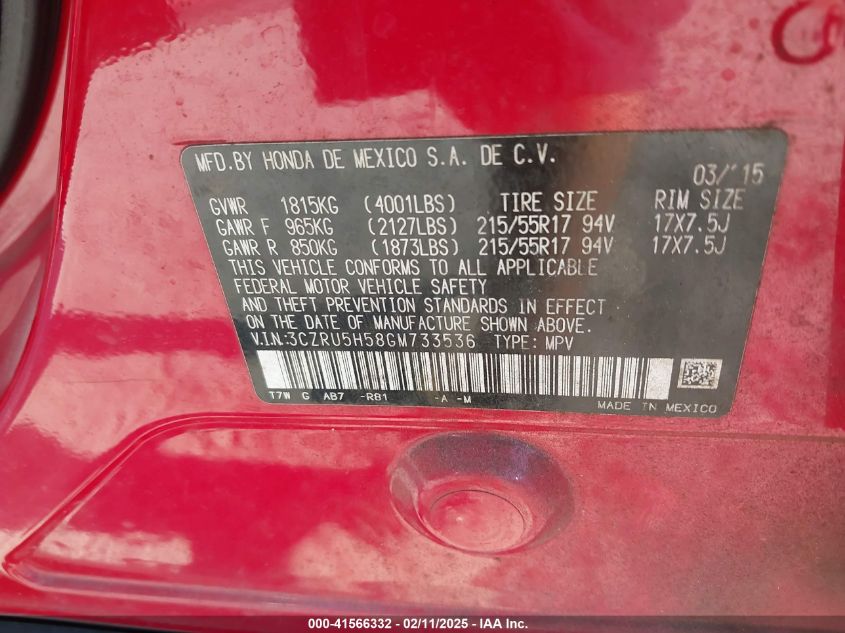 MFD.BY HONDA DE MEXICO S.A. DE C.V.
03/'15
GVWR 1815KG (4001LBS) TIRE SIZE RIM SIZE
GAWR F 965KG (2127LBS) 215/55R17 94V 17X7.5J
GAWR R 850KG (1873LBS) 215/55R17 94V 17X7.5J
THIS VEHICLE CONFORMS TO ALL APPLICABLE
FEDERAL MOTOR VEHICLE SAFETY
AND THEFT PREVENTION STANDARDS IN EFFECT
ON THE DATE OF MANUFACTURE SHOWN ABOVE.
V.I.N:3CZRU5H58GM733536 TYPE: MPV
T7W G AB7 -R81 -A -M
MADE IN MEXICO
000-41566332 - 02/11/2025 - IAA Inc.